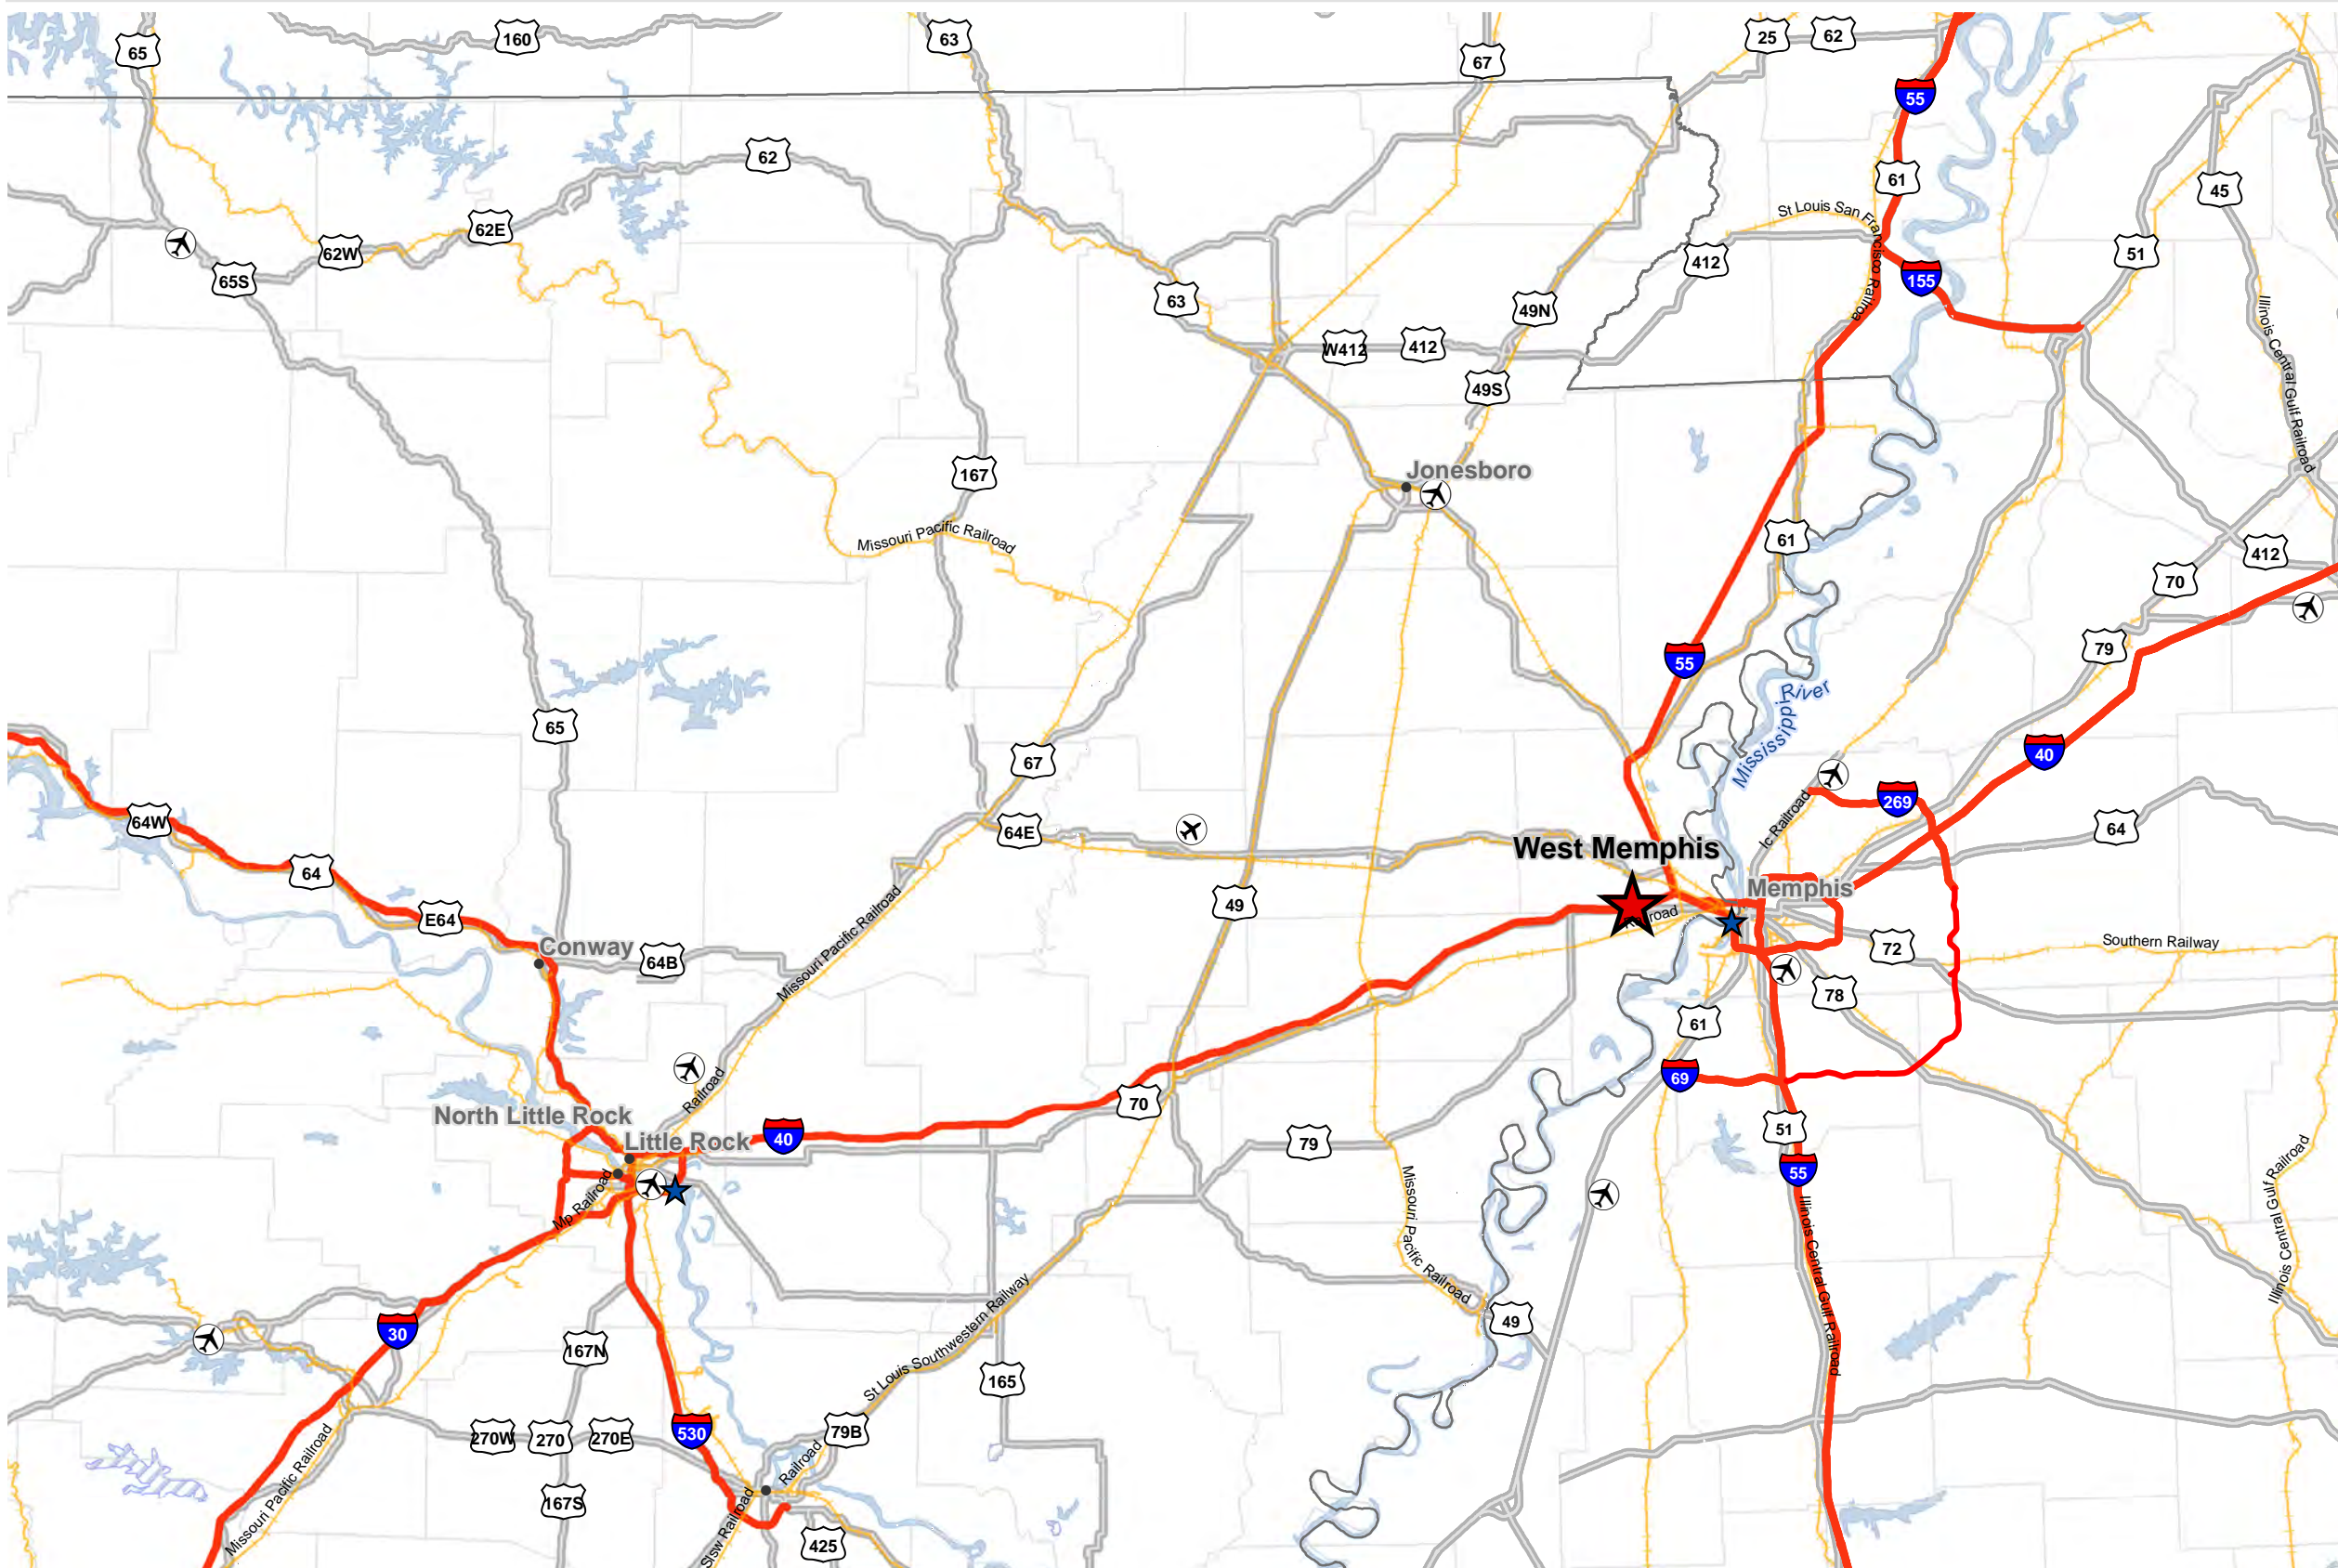 65
160
63
67
25
62
55
62
61
45
St Louis San Francisco Railroa
62E
62W
51
412
65S
155
63
49N
Illinois Central Gulf Railroad
W412
412
49S
Jonesboro
167
Missouri Pacific Railroad
61
412
70
79
55
Mississippi River
65
67
40
269
Ic Railroad
64W
64E
64
West Memphis
64
Memphis
49
Missouri Pacific Railroad
E64
Conway
64B
72
Southern Railway
78
61
69
Railroad
North Little Rock
70
Little Rock
40
79
51
55
Mp Railroad
Missouri Pacific Railroad
Illinois Central Gulf Railroad
Illinois Central Gulf Railroad
30
49
167N
St Louis Southwestern Railway
165
270W
270
270E
530
79B
Railroad
Missouri Pacific Railroad
167S
Slsw Railroad
425